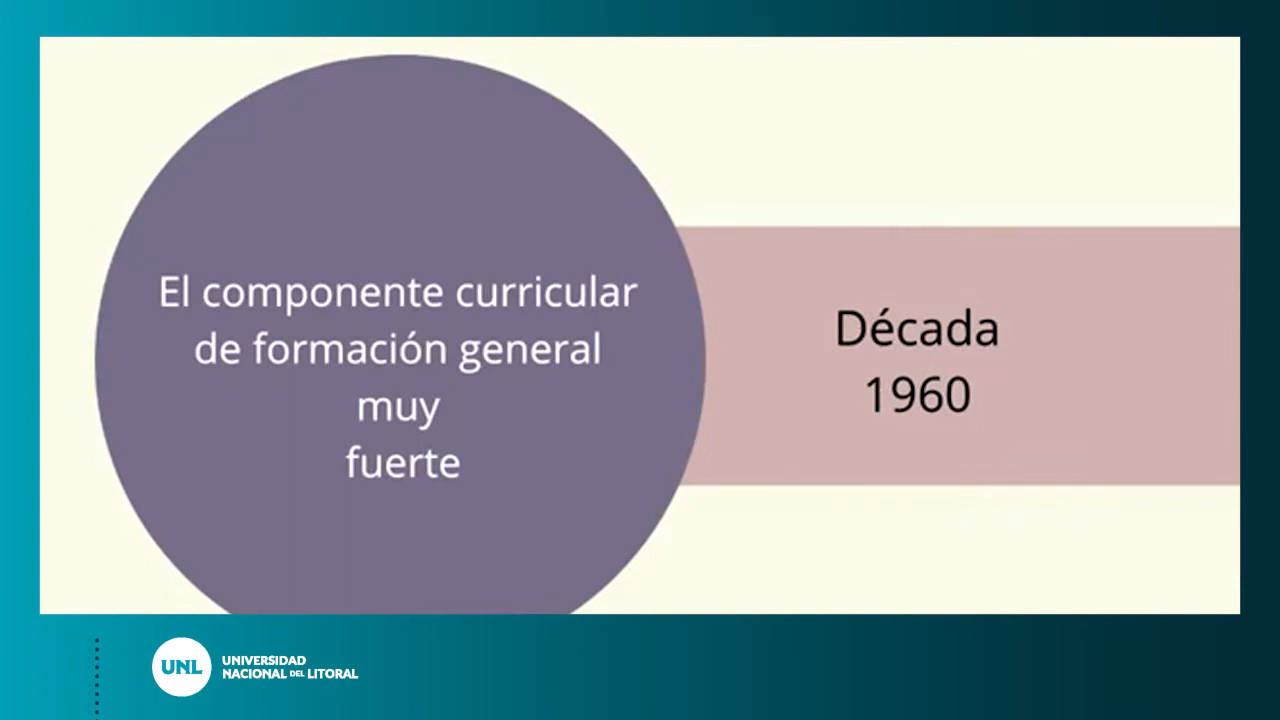 El componente curricular
de formación general
muy
fuerte
Década
1960
UNL
UNIVERSIDAD
NACIONAL DEL LITORAL